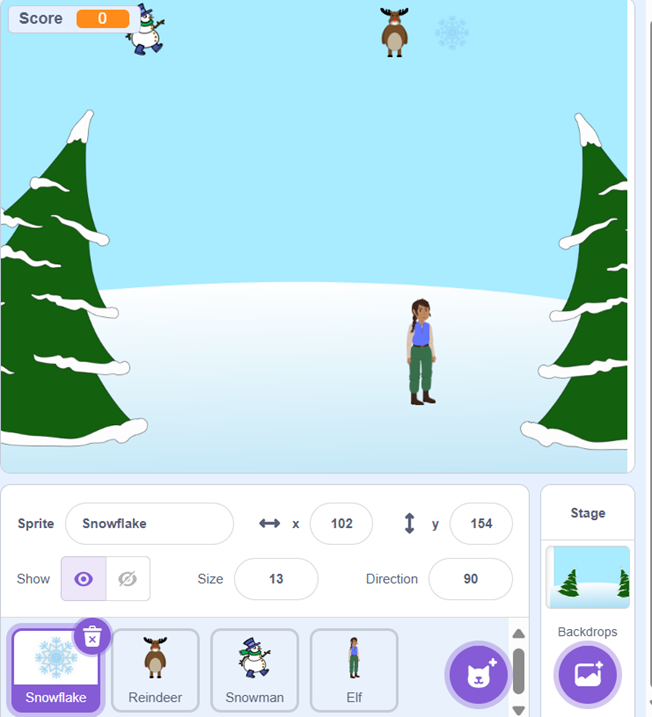 Score 0
Sprite Snowflake x 102 y 154
Show Size 13 Direction 90
Stage
Backdrops
Snowflake Reindeer Snowman Elf